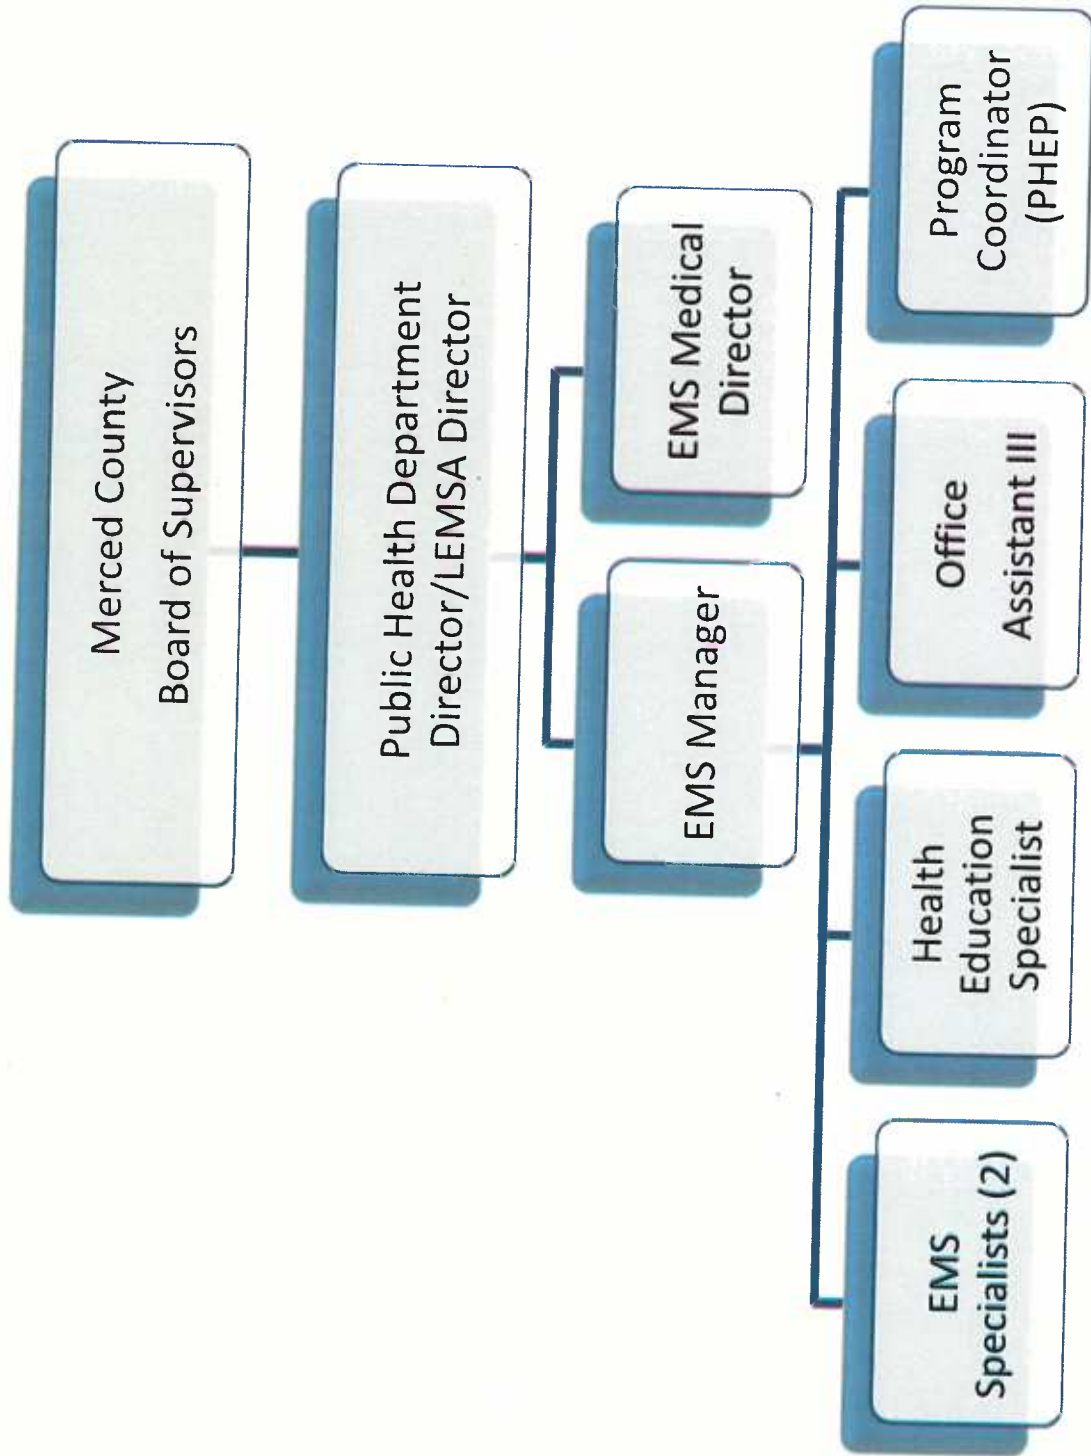 Merced County
Board of Supervisors
Public Health Department
Director/LEMSA Director
EMS Manager
EMS Medical
Director
EMS
Specialists (2)
Health
Education
Specialist
Office
Assistant III
Program
Coordinator
(PHEP)